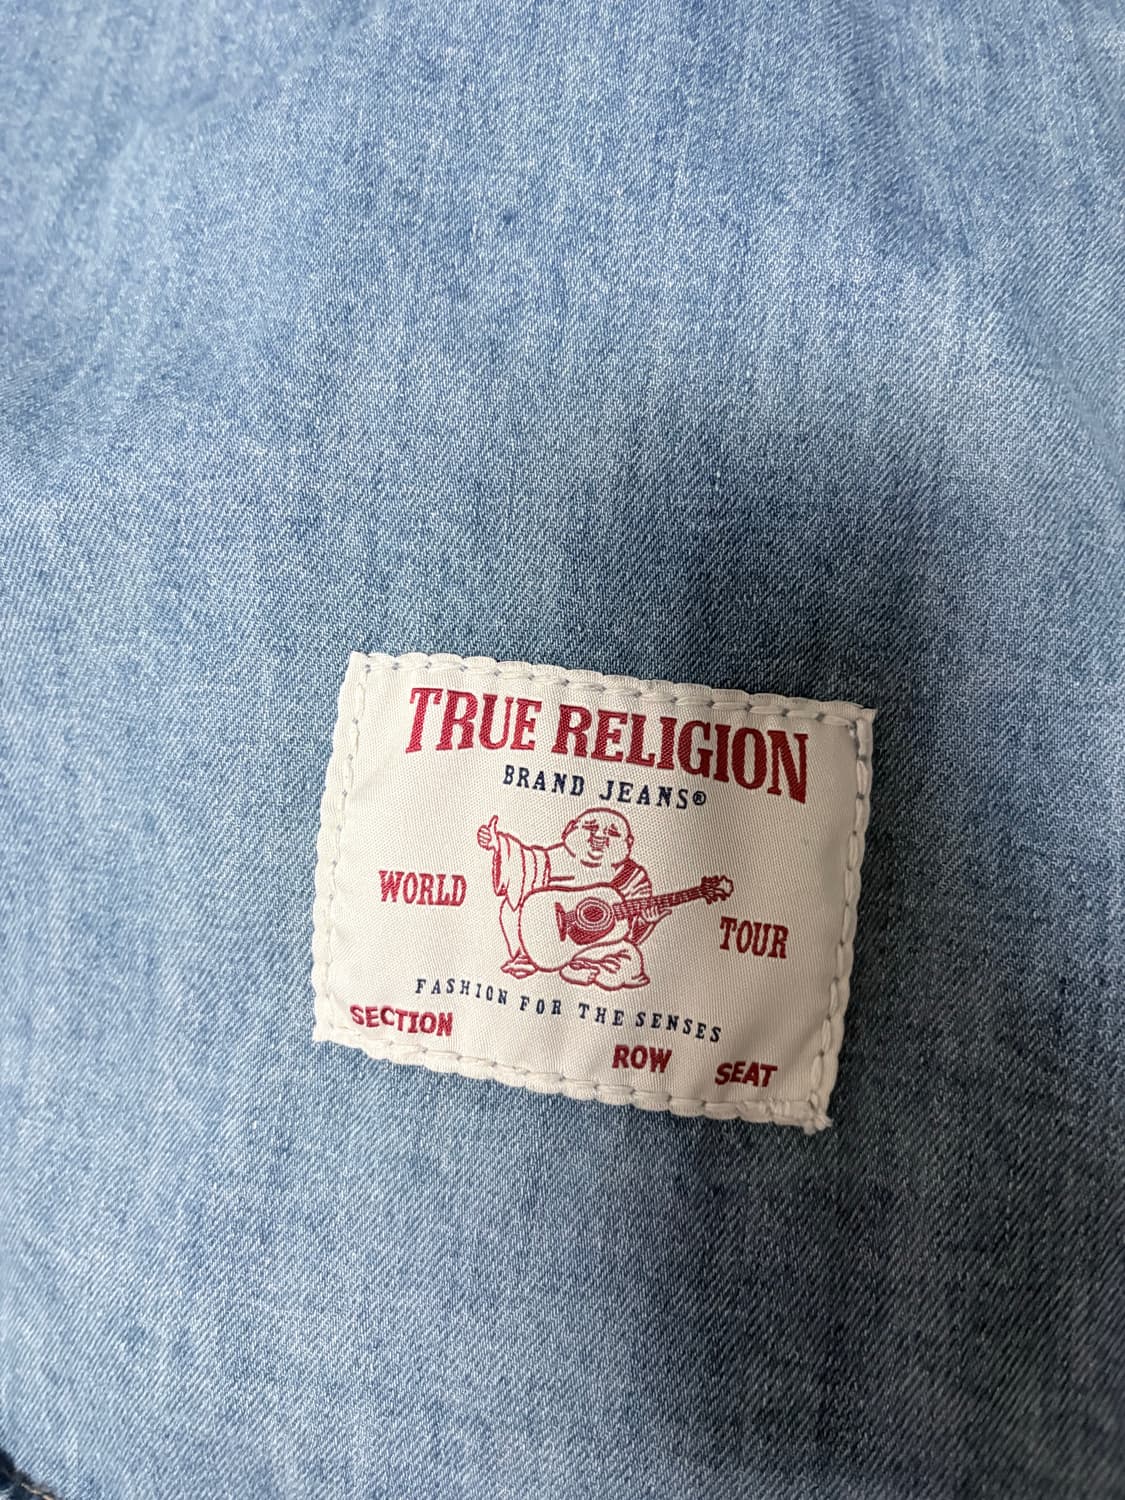 TRUE RELIGION
BRAND JEANS®
WORLD TOUR
FASHION FOR THE SENSES
SECTION ROW SEAT